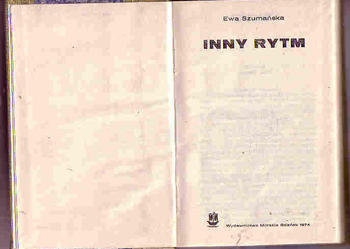 Ewa Szumańska
INNY RYTM
Wydawnictwo Morskie Gdańsk 1974